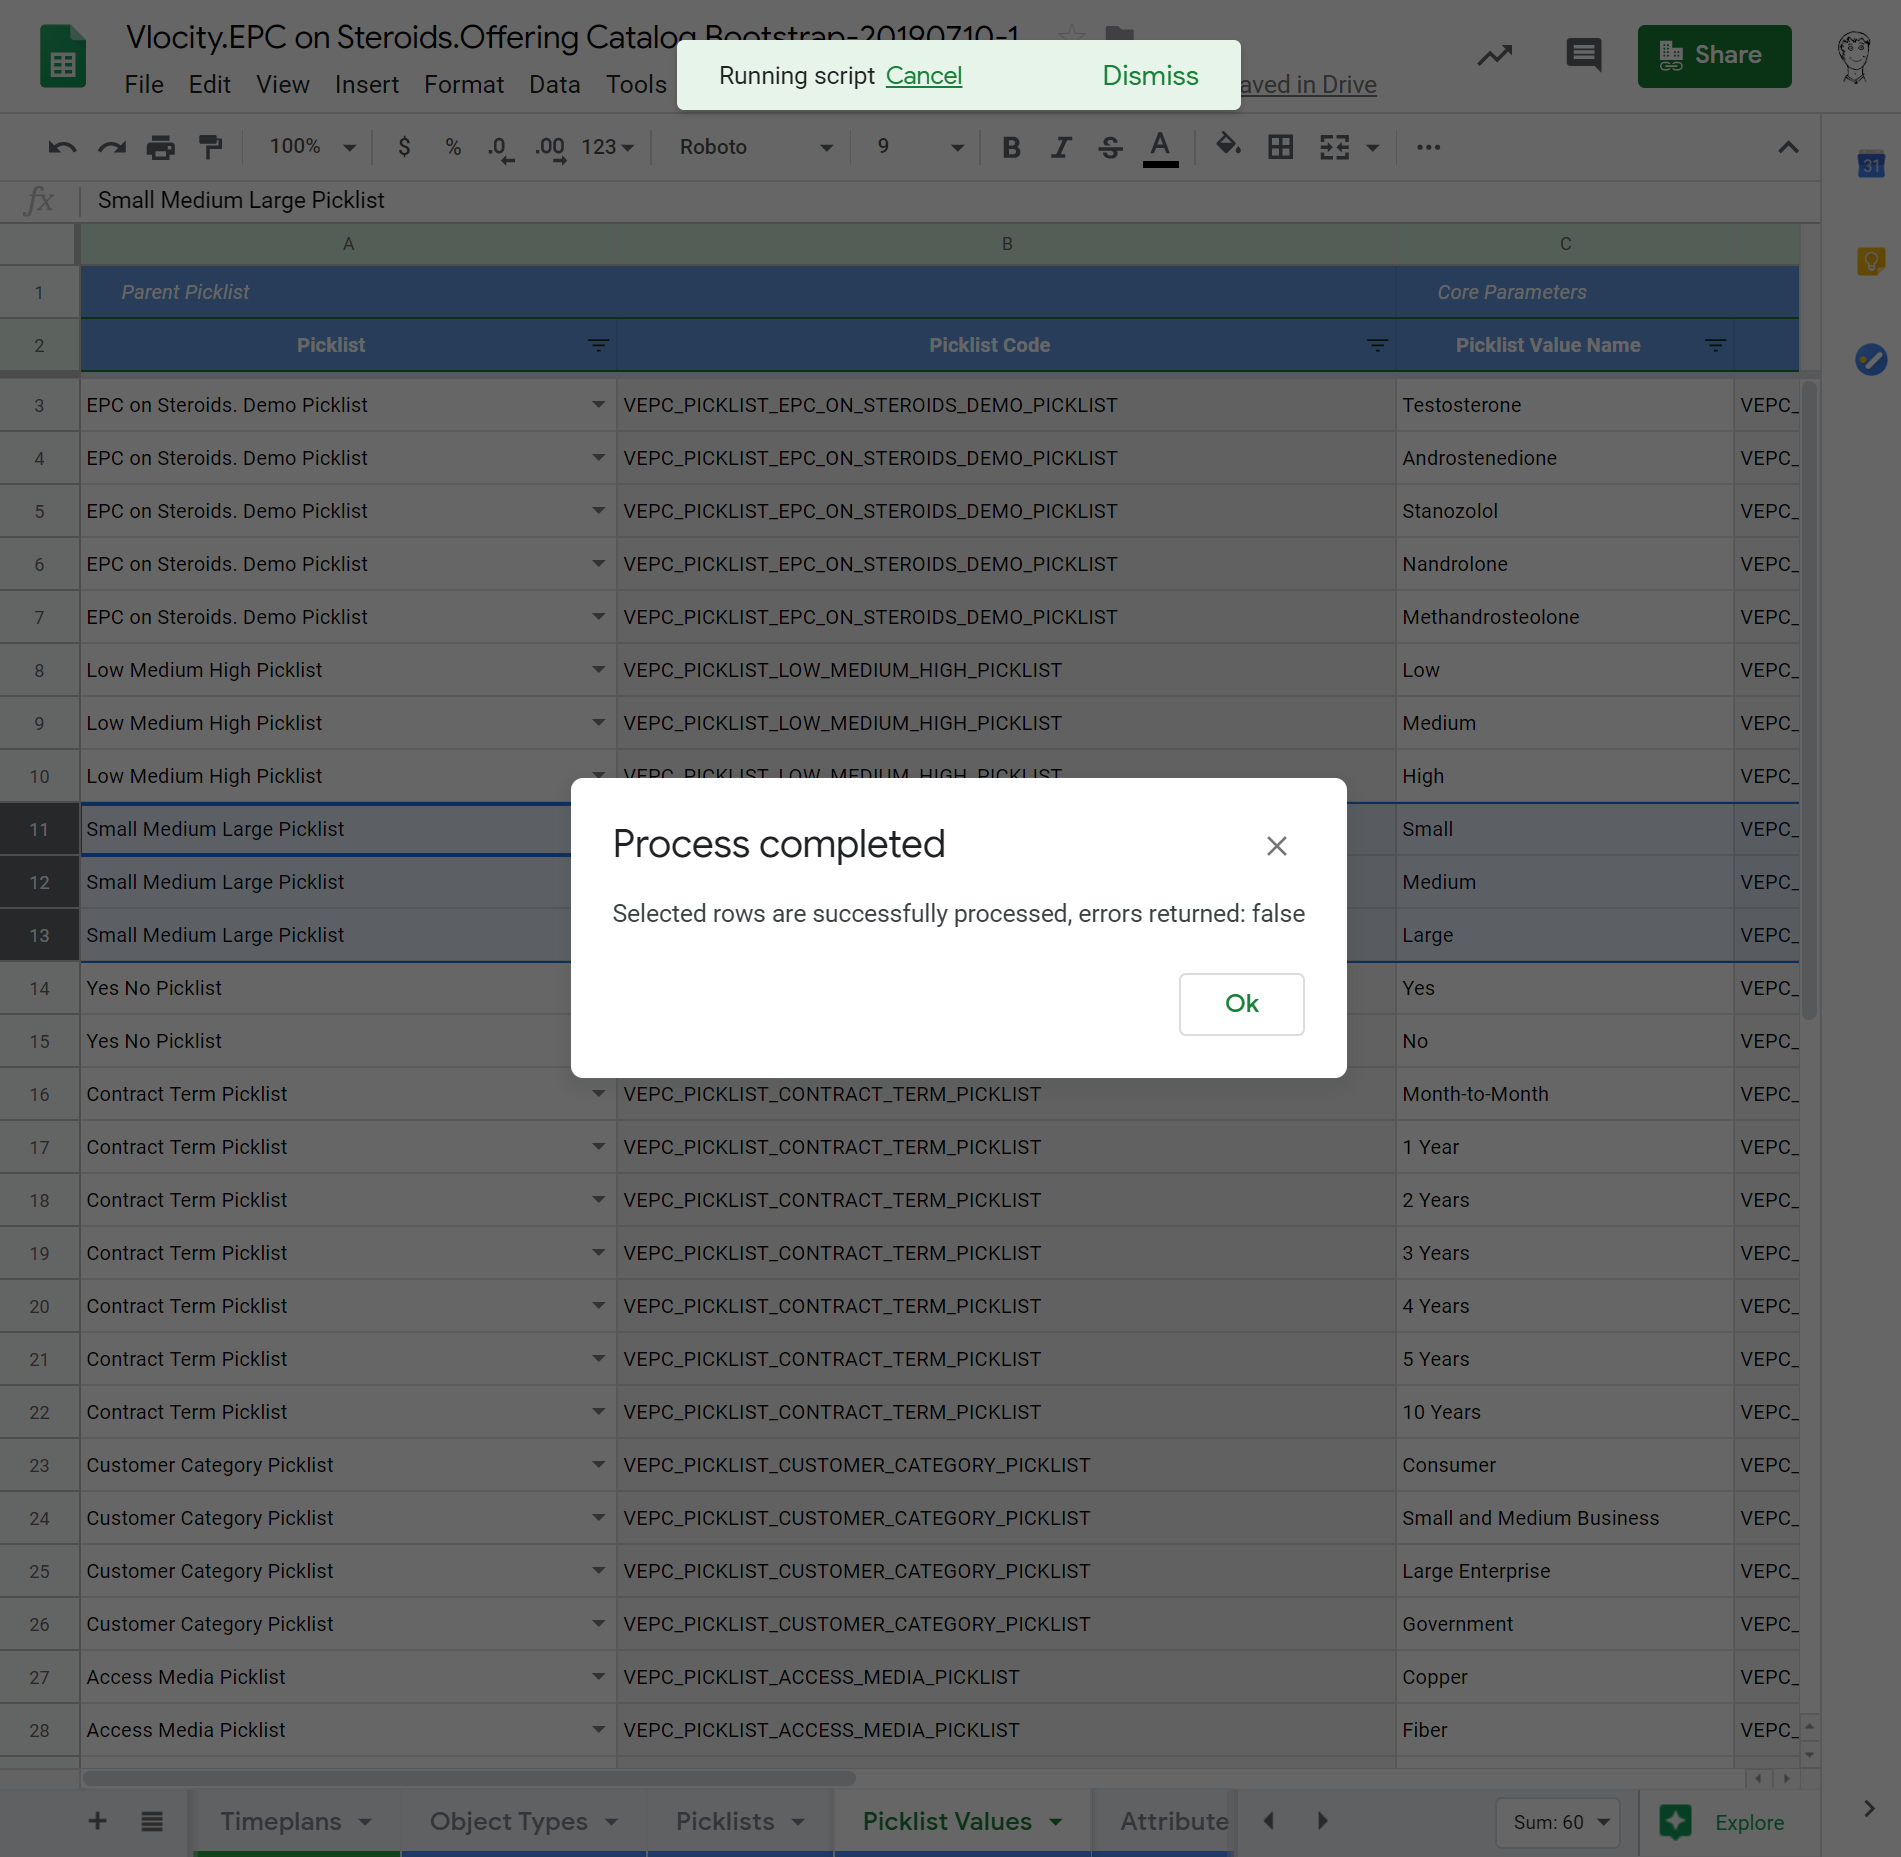 Vlocity.EPC on Steroids.Offering Catalog Bootstrap-20190710-1
File Edit View Insert Format Data Tools
Running script Cancel Dismiss
aved in Drive
Share
100% $ % .0 .00 123 Roboto 9 B I S A
31
fx Small Medium Large Picklist
A B C
1 Parent Picklist Core Parameters
2 Picklist Picklist Code Picklist Value Name
3 EPC on Steroids. Demo Picklist VEPC_PICKLIST_EPC_ON_STEROIDS_DEMO_PICKLIST Testosterone VEPC_
4 EPC on Steroids. Demo Picklist VEPC_PICKLIST_EPC_ON_STEROIDS_DEMO_PICKLIST Androstenedione VEPC_
5 EPC on Steroids. Demo Picklist VEPC_PICKLIST_EPC_ON_STEROIDS_DEMO_PICKLIST Stanozolol VEPC_
6 EPC on Steroids. Demo Picklist VEPC_PICKLIST_EPC_ON_STEROIDS_DEMO_PICKLIST Nandrolone VEPC_
7 EPC on Steroids. Demo Picklist VEPC_PICKLIST_EPC_ON_STEROIDS_DEMO_PICKLIST Methandrosteolone VEPC_
8 Low Medium High Picklist VEPC_PICKLIST_LOW_MEDIUM_HIGH_PICKLIST Low VEPC_
9 Low Medium High Picklist VEPC_PICKLIST_LOW_MEDIUM_HIGH_PICKLIST Medium VEPC_
10 Low Medium High Picklist VEPC_PICKLIST_LOW_MEDIUM_HIGH_PICKLIST High VEPC_
11 Small Medium Large Picklist Small VEPC_
12 Small Medium Large Picklist Medium VEPC_
13 Small Medium Large Picklist Large VEPC_
Process completed
Selected rows are successfully processed, errors returned: false
Ok
14 Yes No Picklist Yes VEPC_
15 Yes No Picklist No VEPC_
16 Contract Term Picklist VEPC_PICKLIST_CONTRACT_TERM_PICKLIST Month-to-Month VEPC_
17 Contract Term Picklist VEPC_PICKLIST_CONTRACT_TERM_PICKLIST 1 Year VEPC_
18 Contract Term Picklist VEPC_PICKLIST_CONTRACT_TERM_PICKLIST 2 Years VEPC_
19 Contract Term Picklist VEPC_PICKLIST_CONTRACT_TERM_PICKLIST 3 Years VEPC_
20 Contract Term Picklist VEPC_PICKLIST_CONTRACT_TERM_PICKLIST 4 Years VEPC_
21 Contract Term Picklist VEPC_PICKLIST_CONTRACT_TERM_PICKLIST 5 Years VEPC_
22 Contract Term Picklist VEPC_PICKLIST_CONTRACT_TERM_PICKLIST 10 Years VEPC_
23 Customer Category Picklist VEPC_PICKLIST_CUSTOMER_CATEGORY_PICKLIST Consumer VEPC_
24 Customer Category Picklist VEPC_PICKLIST_CUSTOMER_CATEGORY_PICKLIST Small and Medium Business VEPC_
25 Customer Category Picklist VEPC_PICKLIST_CUSTOMER_CATEGORY_PICKLIST Large Enterprise VEPC_
26 Customer Category Picklist VEPC_PICKLIST_CUSTOMER_CATEGORY_PICKLIST Government VEPC_
27 Access Media Picklist VEPC_PICKLIST_ACCESS_MEDIA_PICKLIST Copper VEPC_
28 Access Media Picklist VEPC_PICKLIST_ACCESS_MEDIA_PICKLIST Fiber VEPC_
Timeplans Object Types Picklists Picklist Values Attribute Sum: 60 Explore